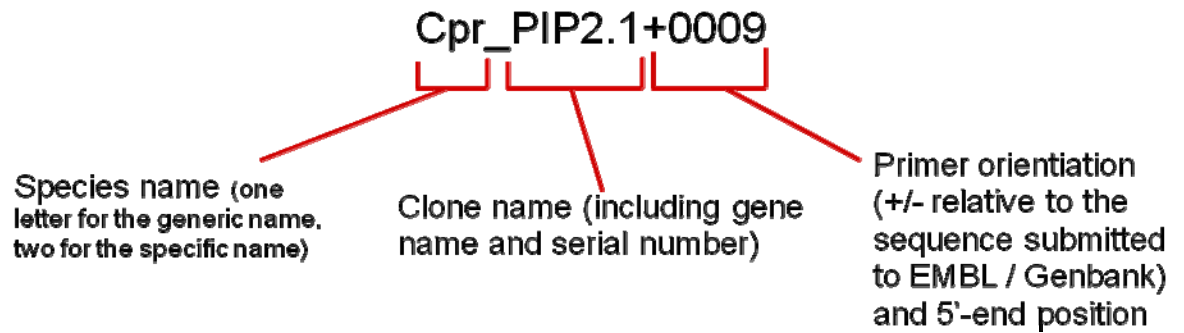 Cpr_PIP2.1+0009
Species name (one
letter for the generic name,
two for the specific name)
Clone name (including gene
name and serial number)
Primer orientiation
(+/- relative to the
sequence submitted
to EMBL / Genbank)
and 5'-end position